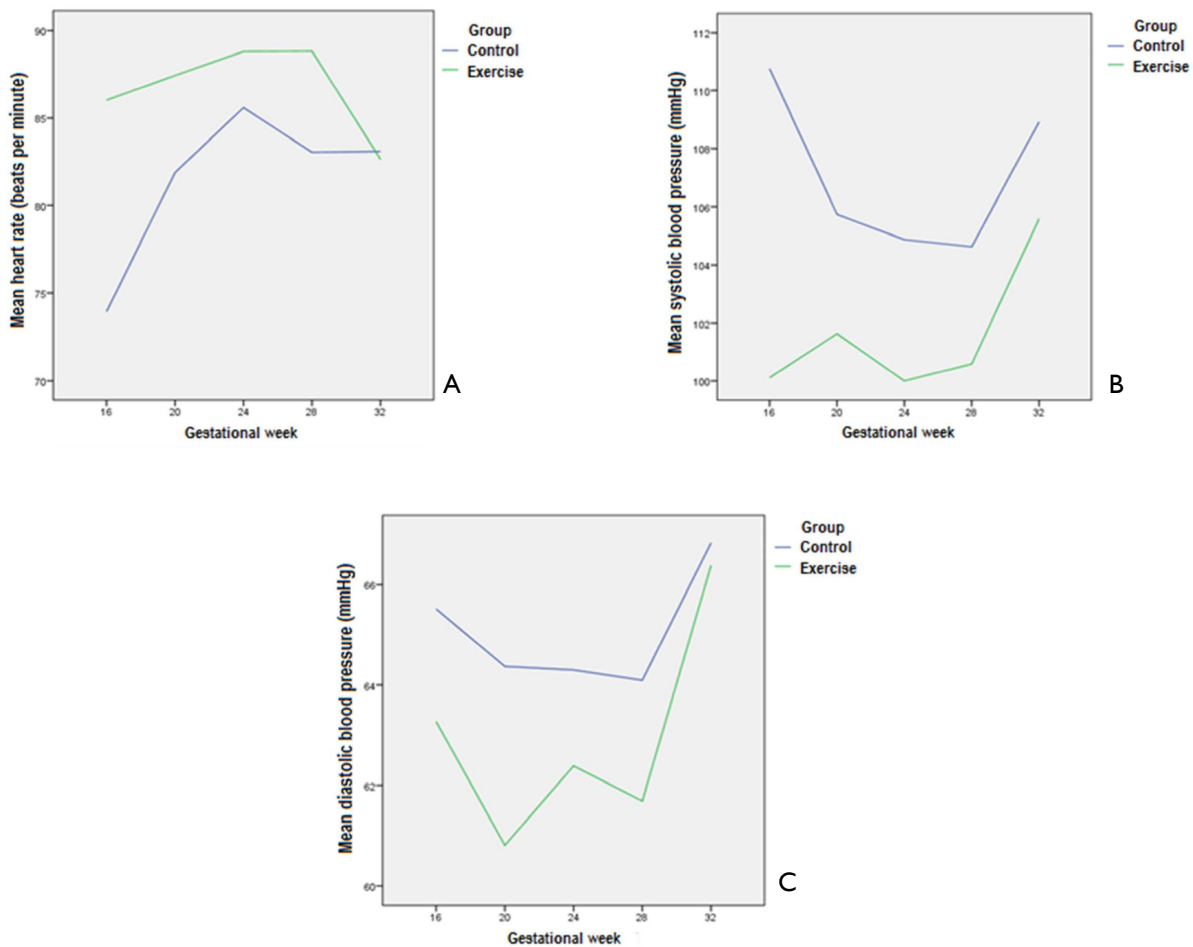 Mean heart rate (beats per minute)
90
85
80
75
70
16 20 24 28 32
Gestational week
Group
Control
Exercise
A
Mean systolic blood pressure (mmHg)
112
110
108
106
104
102
100
16 20 24 28 32
Gestational week
Group
Control
Exercise
B
Mean diastolic blood pressure (mmHg)
66
64
62
60
16 20 24 28 32
Gestational week
Group
Control
Exercise
C